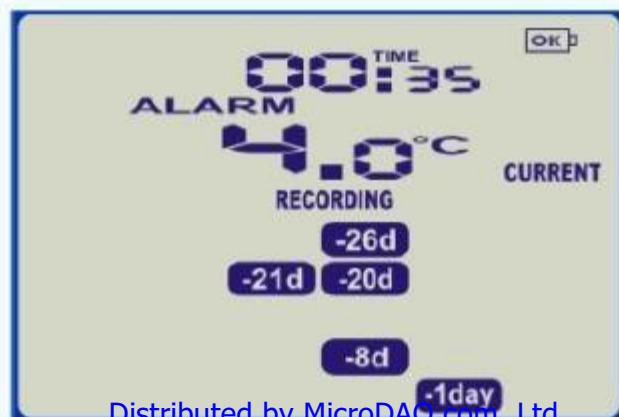 OK
TIME
00:35
ALARM
4.0°C
CURRENT
RECORDING
-26d
-21d -20d
-8d
-1day
Distributed by MicroDAQ.com, Ltd